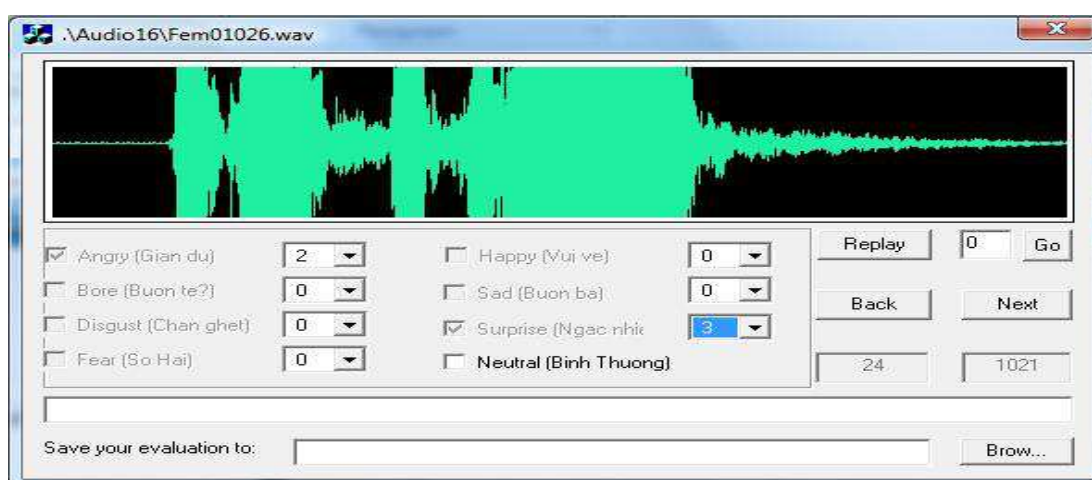 .\Audio16\Fem01026.wav
Angry (Gian du) 2 Happy (Vui ve) 0 Replay 0 Go
Bore (Buon te?) 0 Sad (Buon ba) 0 Back Next
Disgust (Chan ghet) 0 Surprise (Ngac nhie 3
Fear (So Hai) 0 Neutral (Binh Thuong) 24 1021
Save your evaluation to: Brow...